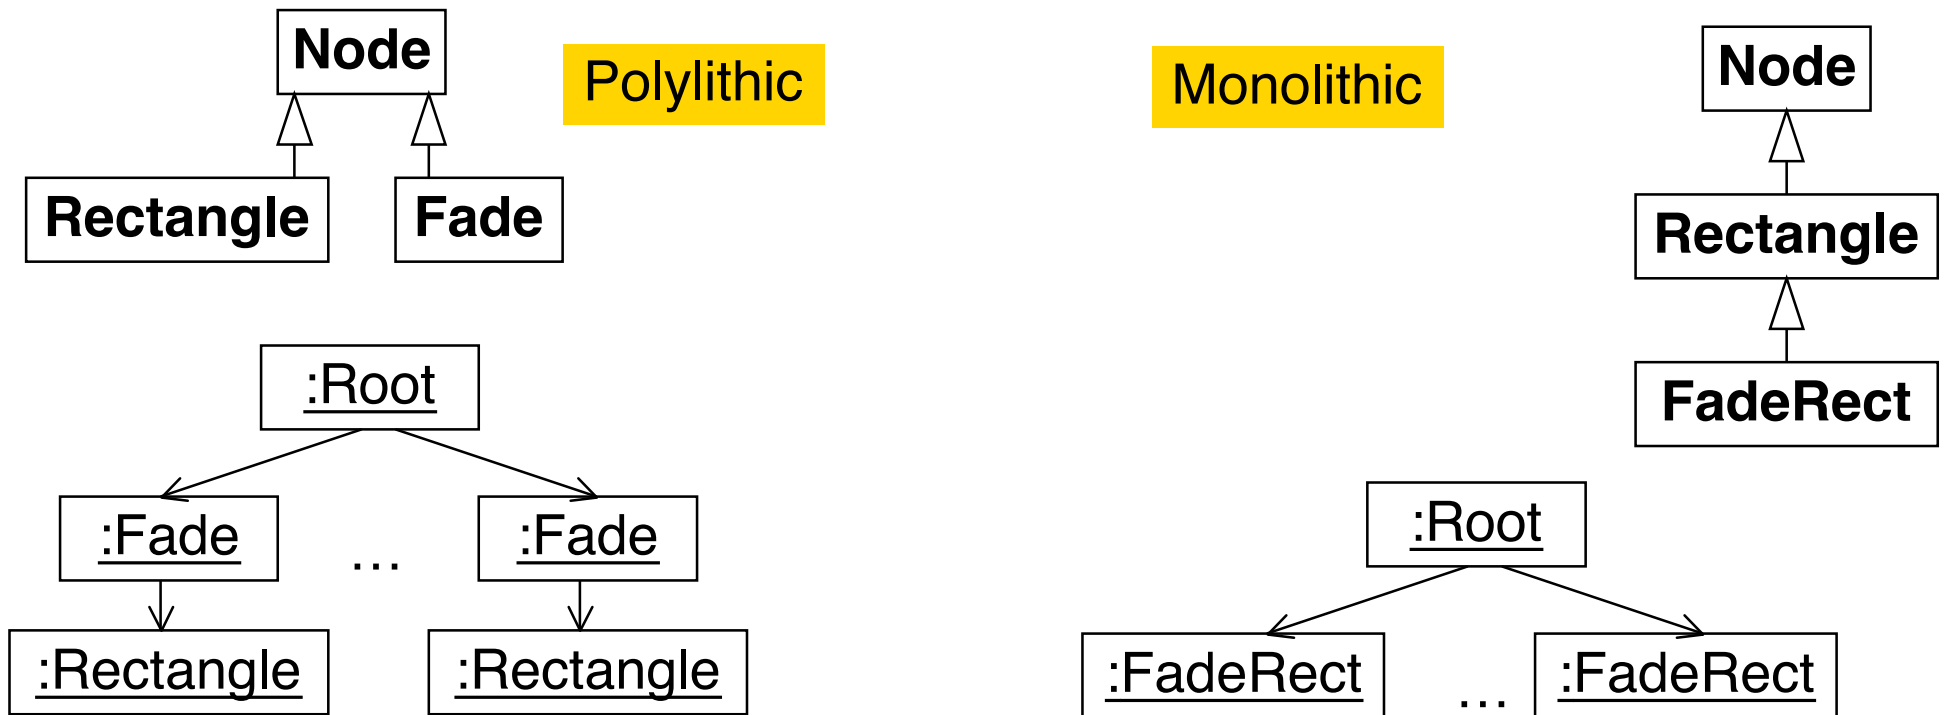 Node
Polylithic
Rectangle
Fade
:Root
:Fade
...
:Fade
:Rectangle
:Rectangle
Monolithic
Node
Rectangle
FadeRect
:Root
:FadeRect
...
:FadeRect